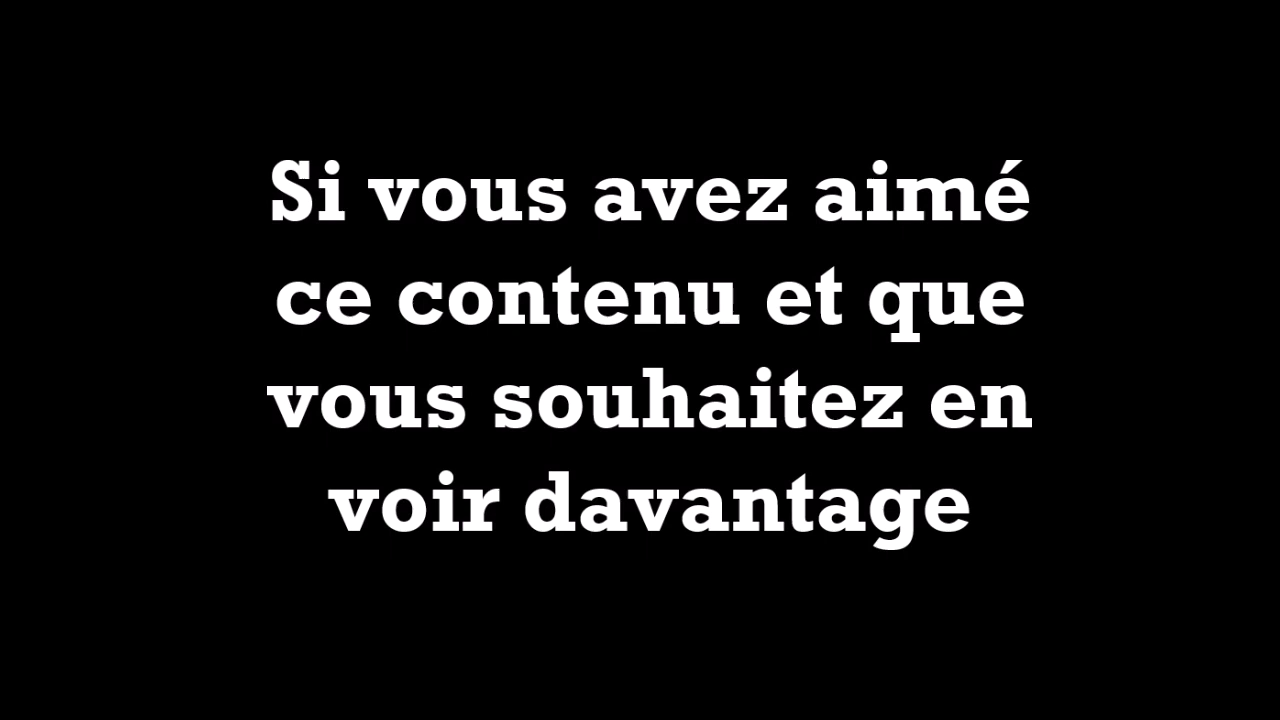 Si vous avez aimé
ce contenu et que
vous souhaitez en
voir davantage